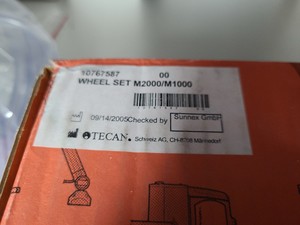 10767587 00
WHEEL SET M2000/M1000
09/14/2005 Checked by Sunnex GmbH
TECAN. Schweiz AG, CH-8708 Männedorf